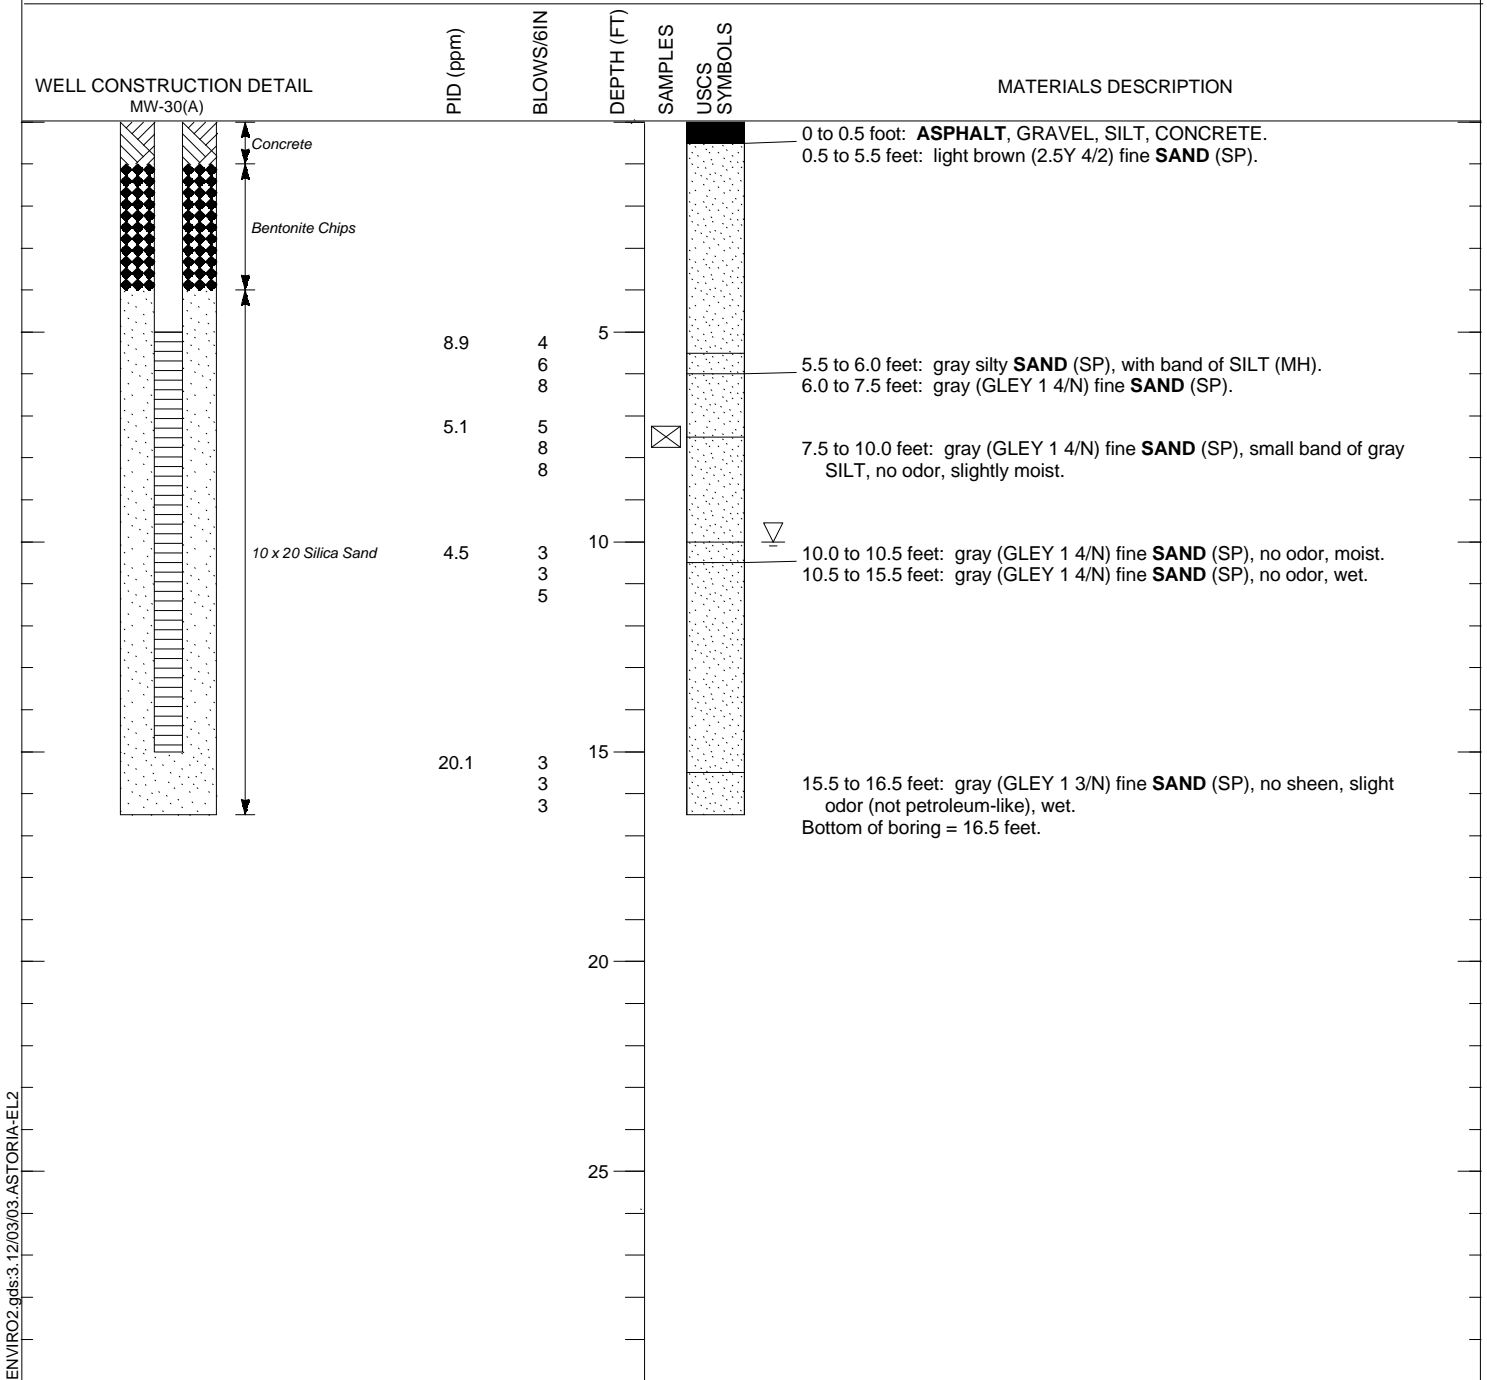 WELL CONSTRUCTION DETAIL
MW-30(A)
PID (ppm)
BLOWS/6IN
DEPTH (FT)
SAMPLES
USCS
SYMBOLS
MATERIALS DESCRIPTION
Concrete
0 to 0.5 foot: ASPHALT, GRAVEL, SILT, CONCRETE.
0.5 to 5.5 feet: light brown (2.5Y 4/2) fine SAND (SP).
Bentonite Chips
5
8.9 4
6
8
5.5 to 6.0 feet: gray silty SAND (SP), with band of SILT (MH).
6.0 to 7.5 feet: gray (GLEY 1 4/N) fine SAND (SP).
5.1 5
8
8
7.5 to 10.0 feet: gray (GLEY 1 4/N) fine SAND (SP), small band of gray
SILT, no odor, slightly moist.
10
10 x 20 Silica Sand
4.5 3
3
5
10.0 to 10.5 feet: gray (GLEY 1 4/N) fine SAND (SP), no odor, moist.
10.5 to 15.5 feet: gray (GLEY 1 4/N) fine SAND (SP), no odor, wet.
15
20.1 3
3
3
15.5 to 16.5 feet: gray (GLEY 1 3/N) fine SAND (SP), no sheen, slight
odor (not petroleum-like), wet.
Bottom of boring = 16.5 feet.
20
25
ENVIRO2.gds:3.12/03/03.ASTORIA-EL2